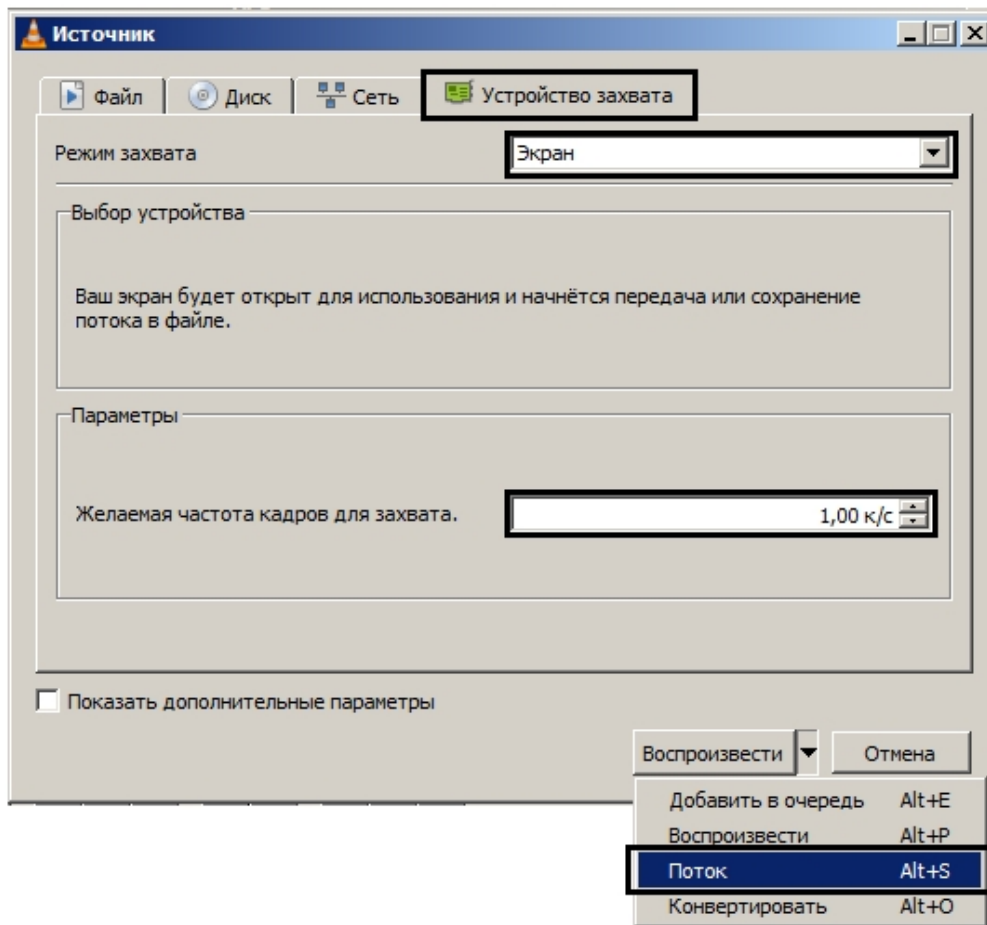 Источник
Файл Диск Сеть Устройство захвата
Режим захвата Экран
Выбор устройства
Ваш экран будет открыт для использования и начнётся передача или сохранение
потока в файле.
Параметры
Желаемая частота кадров для захвата. 1,00 к/с
Показать дополнительные параметры
Воспроизвести Отмена
Добавить в очередь Alt+E
Воспроизвести Alt+P
Поток Alt+S
Конвертировать Alt+O